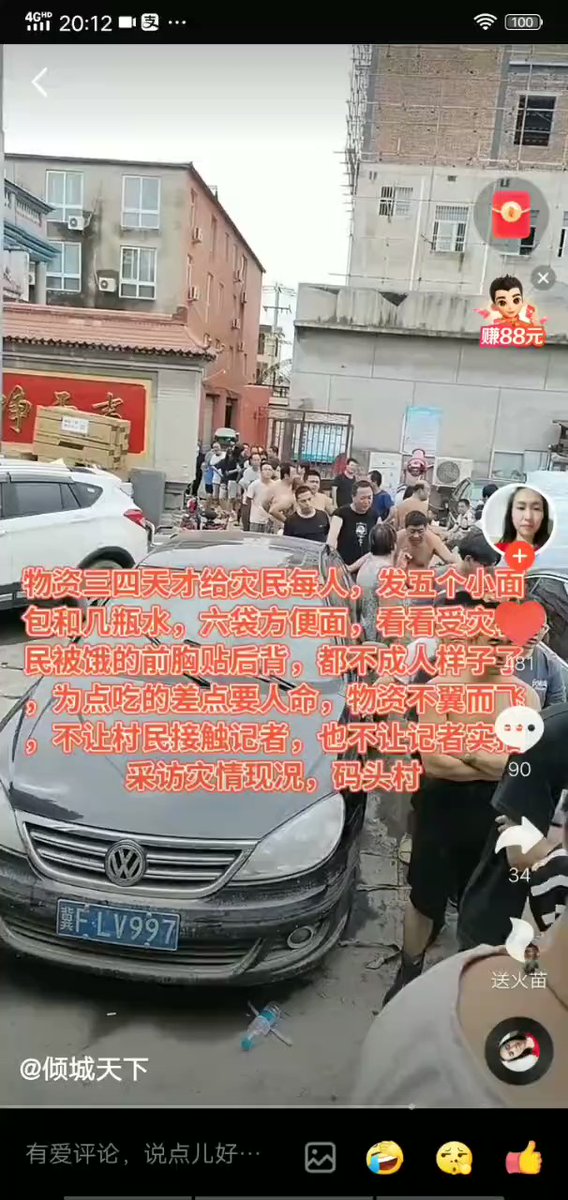 4GHD 20:12 支 ··· 100
赚88元
物资三四天才给灾民每人，发五个小面
包和几瓶水，六袋方便面，看看受灾
民被饿的前胸贴后背，都不成人样子了
，为点吃的差点要人命，物资不翼而飞
，不让村民接触记者，也不让记者实
采访灾情现况，码头村
481
90
34
冀F·LV997
送火苗
@倾城天下
有爱评论，说点儿好···